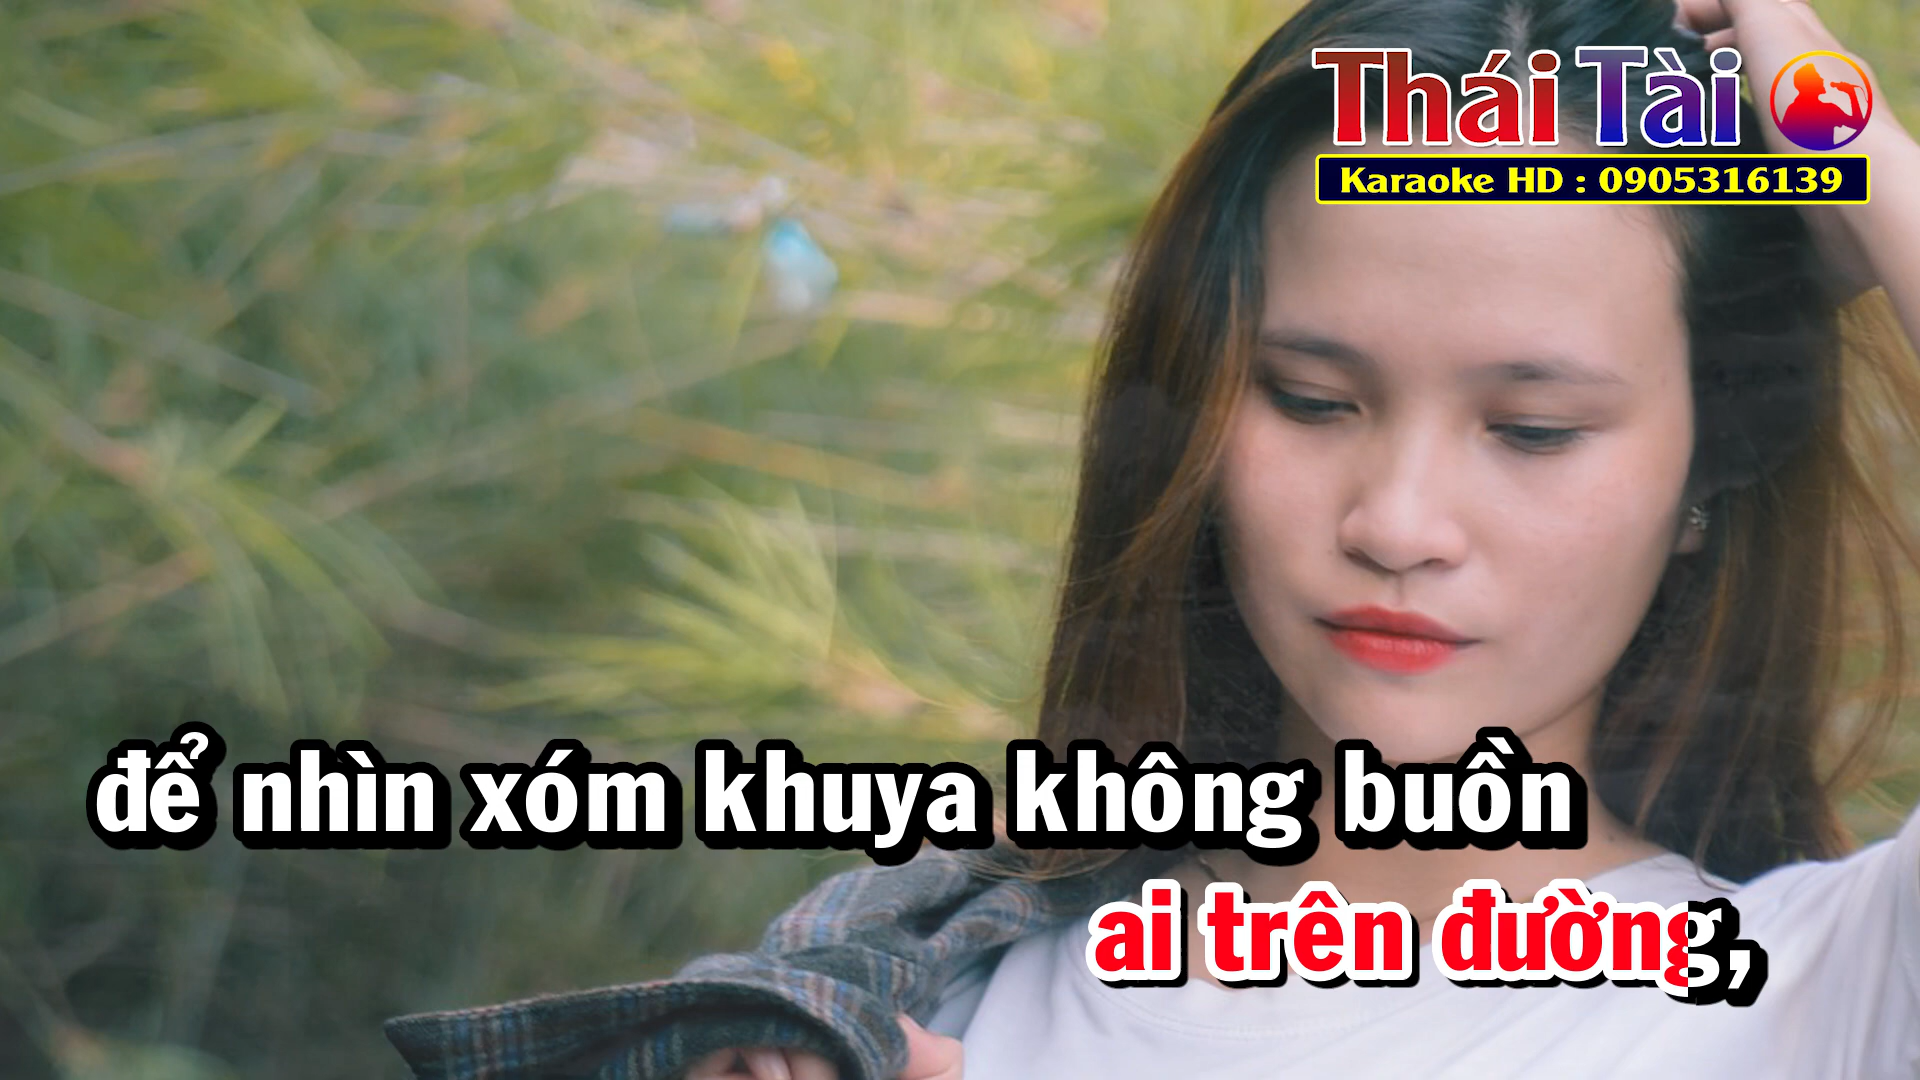 Thái Tài
Karaoke HD : 0905316139
để nhìn xóm khuya không buồn
ai trên đường,